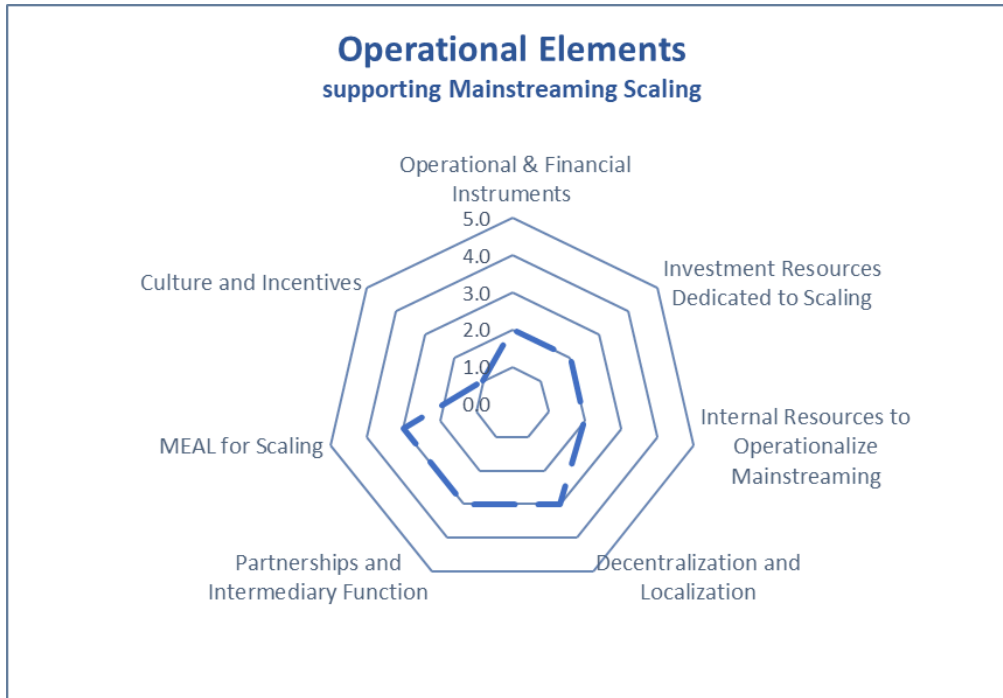 Operational Elements
supporting Mainstreaming Scaling
Operational & Financial
Instruments
5.0
4.0
3.0
2.0
1.0
0.0
Investment Resources
Dedicated to Scaling
Internal Resources to
Operationalize
Mainstreaming
Decentralization and
Localization
Partnerships and
Intermediary Function
MEAL for Scaling
Culture and Incentives